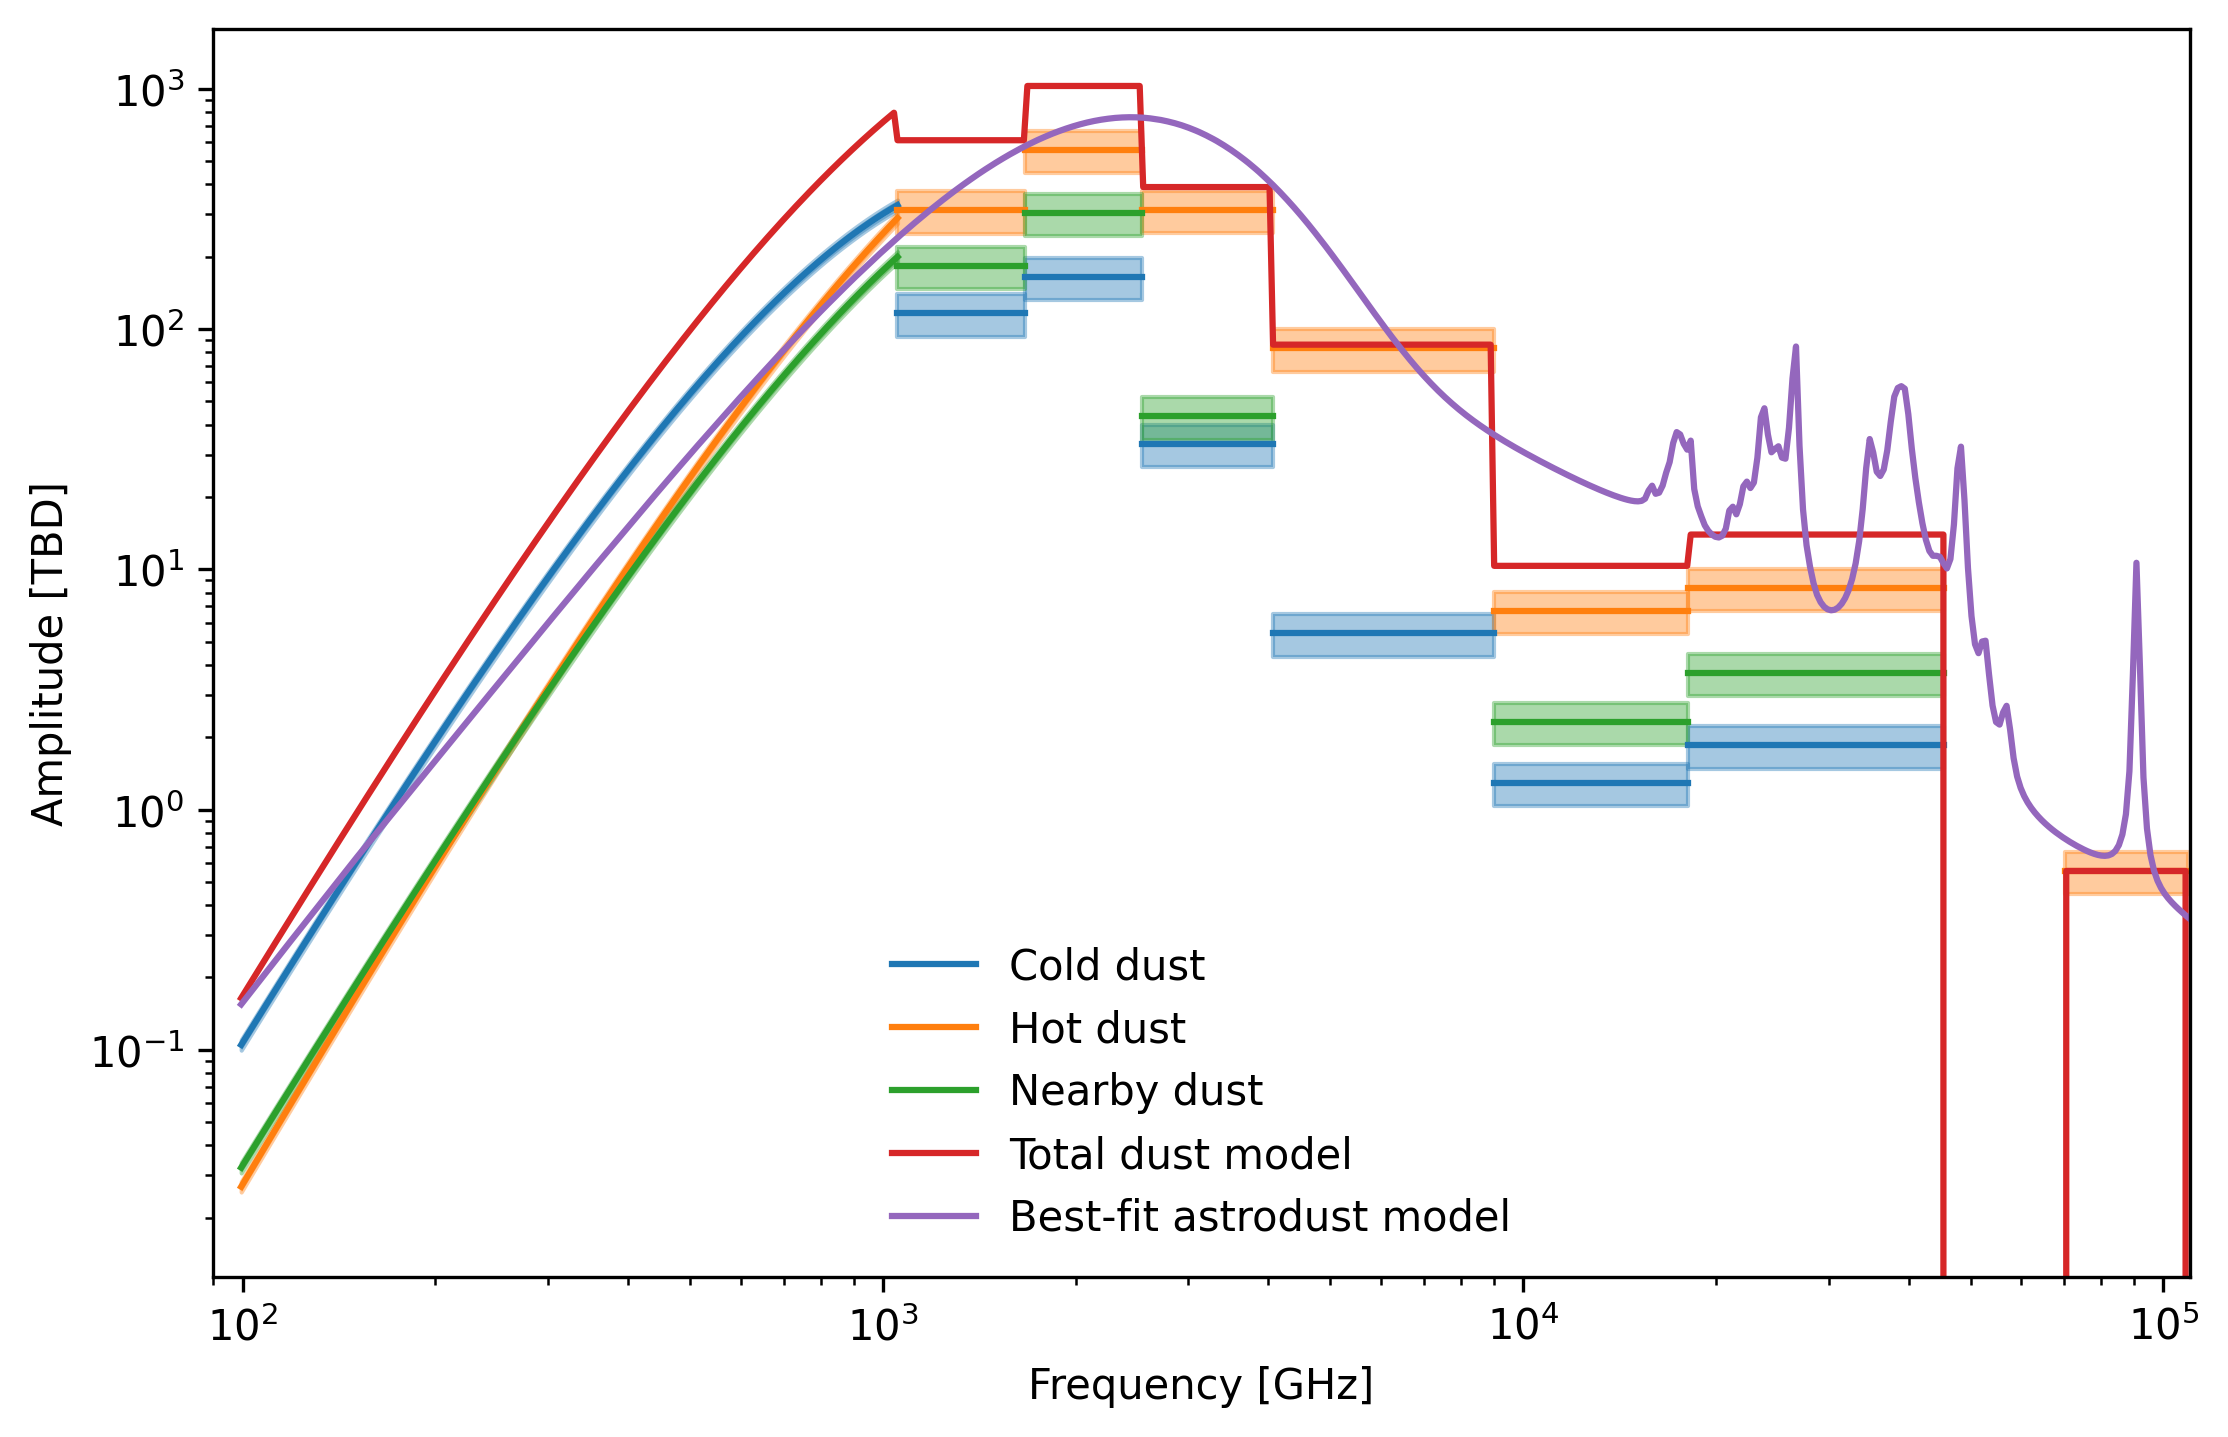 10³
10²
10¹
10⁰
10⁻¹
Amplitude [TBD]
Cold dust
Hot dust
Nearby dust
Total dust model
Best-fit astrodust model
10²
10³
10⁴
10⁵
Frequency [GHz]